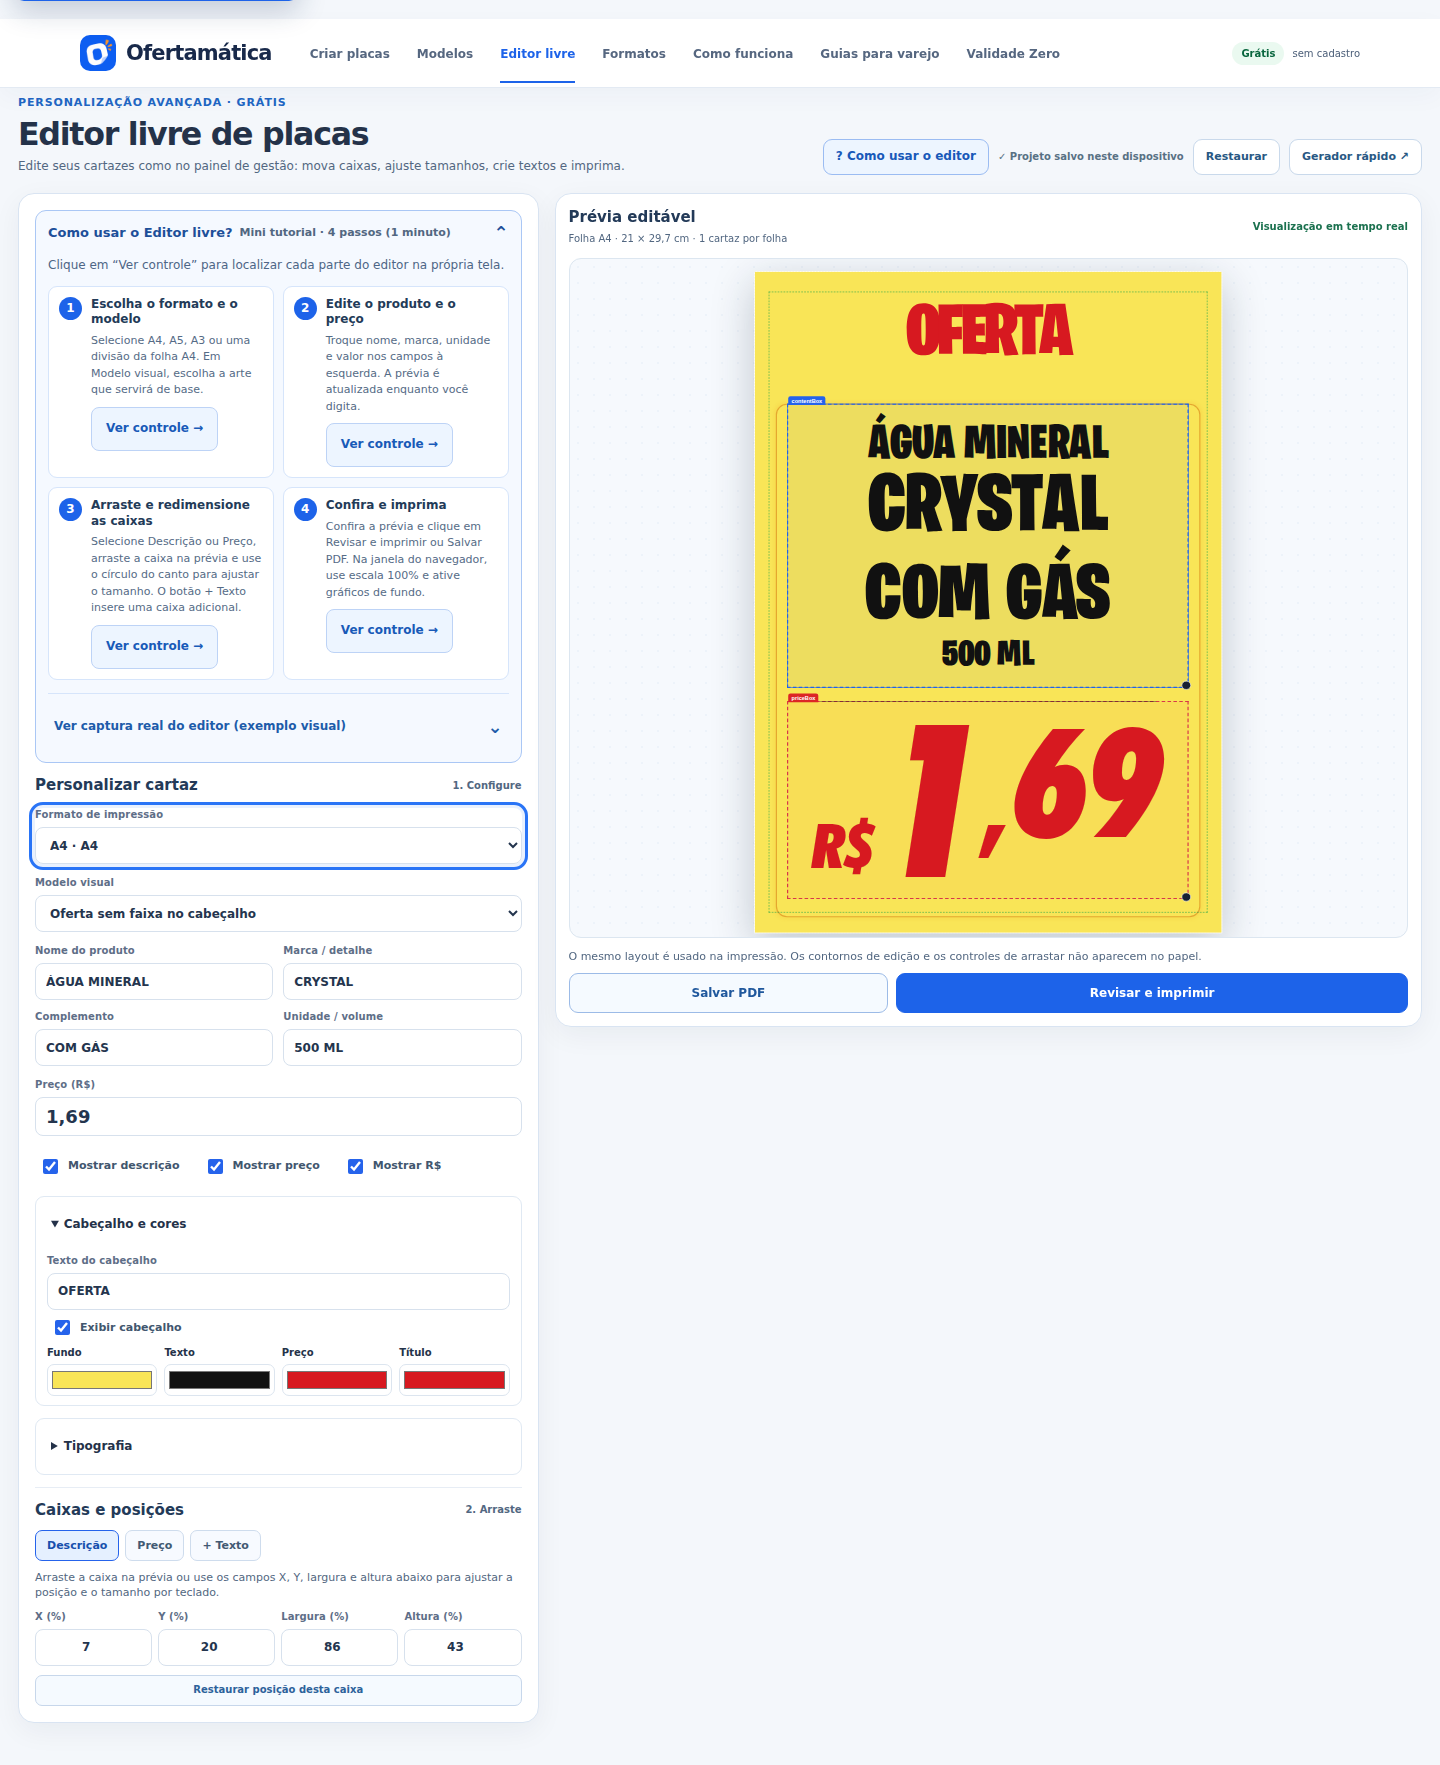 Ofertamática
Criar placas
Modelos
Editor livre
Formatos
Como funciona
Guias para varejo
Validade Zero
Grátis
sem cadastro
PERSONALIZAÇÃO AVANÇADA · GRÁTIS
Editor livre de placas
Edite seus cartazes como no painel de gestão: mova caixas, ajuste tamanhos, crie textos e imprima.
? Como usar o editor
✓ Projeto salvo neste dispositivo
Restaurar
Gerador rápido ↗
Como usar o Editor livre? Mini tutorial · 4 passos (1 minuto)
Clique em “Ver controle” para localizar cada parte do editor na própria tela.
1
Escolha o formato e o
modelo
Selecione A4, A5, A3 ou uma
divisão da folha A4. Em
Modelo visual, escolha a arte
que servirá de base.
Ver controle →
2
Edite o produto e o
preço
Troque nome, marca, unidade
e valor nos campos à
esquerda. A prévia é
atualizada enquanto você
digita.
Ver controle →
3
Arraste e redimensione
as caixas
Selecione Descrição ou Preço,
arraste a caixa na prévia e use
o círculo do canto para ajustar
o tamanho. O botão + Texto
insere uma caixa adicional.
Ver controle →
4
Confira e imprima
Confira a prévia e clique em
Revisar e imprimir ou Salvar
PDF. Na janela do navegador,
use escala 100% e ative
gráficos de fundo.
Ver controle →
Ver captura real do editor (exemplo visual)
Personalizar cartaz
1. Configure
Formato de impressão
A4 · A4
Modelo visual
Oferta sem faixa no cabeçalho
Nome do produto
Marca / detalhe
ÁGUA MINERAL
CRYSTAL
Complemento
Unidade / volume
COM GÁS
500 ML
Preço (R$)
1,69
Mostrar descrição
Mostrar preço
Mostrar R$
Cabeçalho e cores
Texto do cabeçalho
OFERTA
Exibir cabeçalho
Fundo
Texto
Preço
Título
Tipografia
Caixas e posições
2. Arraste
Descrição
Preço
+ Texto
Arraste a caixa na prévia ou use os campos X, Y, largura e altura abaixo para ajustar a
posição e o tamanho por teclado.
X (%)
Y (%)
Largura (%)
Altura (%)
7
20
86
43
Restaurar posição desta caixa
Prévia editável
Folha A4 · 21 × 29,7 cm · 1 cartaz por folha
Visualização em tempo real
OFERTA
contentBox
ÁGUA MINERAL
CRYSTAL
COM GÁS
500 ML
priceBox
R$ 1,69
O mesmo layout é usado na impressão. Os contornos de edição e os controles de arrastar não aparecem no papel.
Salvar PDF
Revisar e imprimir